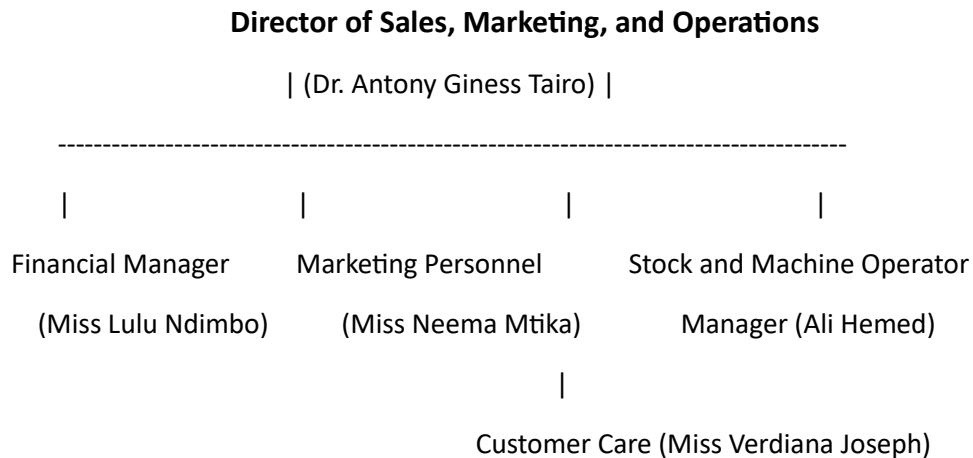 Director of Sales, Marketing, and Operations
| (Dr. Antony Giness Tairo) |
----------------------------------------------------------------------------------------
| | | |
Financial Manager Marketing Personnel Stock and Machine Operator
(Miss Lulu Ndimbo) (Miss Neema Mtika) Manager (Ali Hemed)
|
Customer Care (Miss Verdiana Joseph)